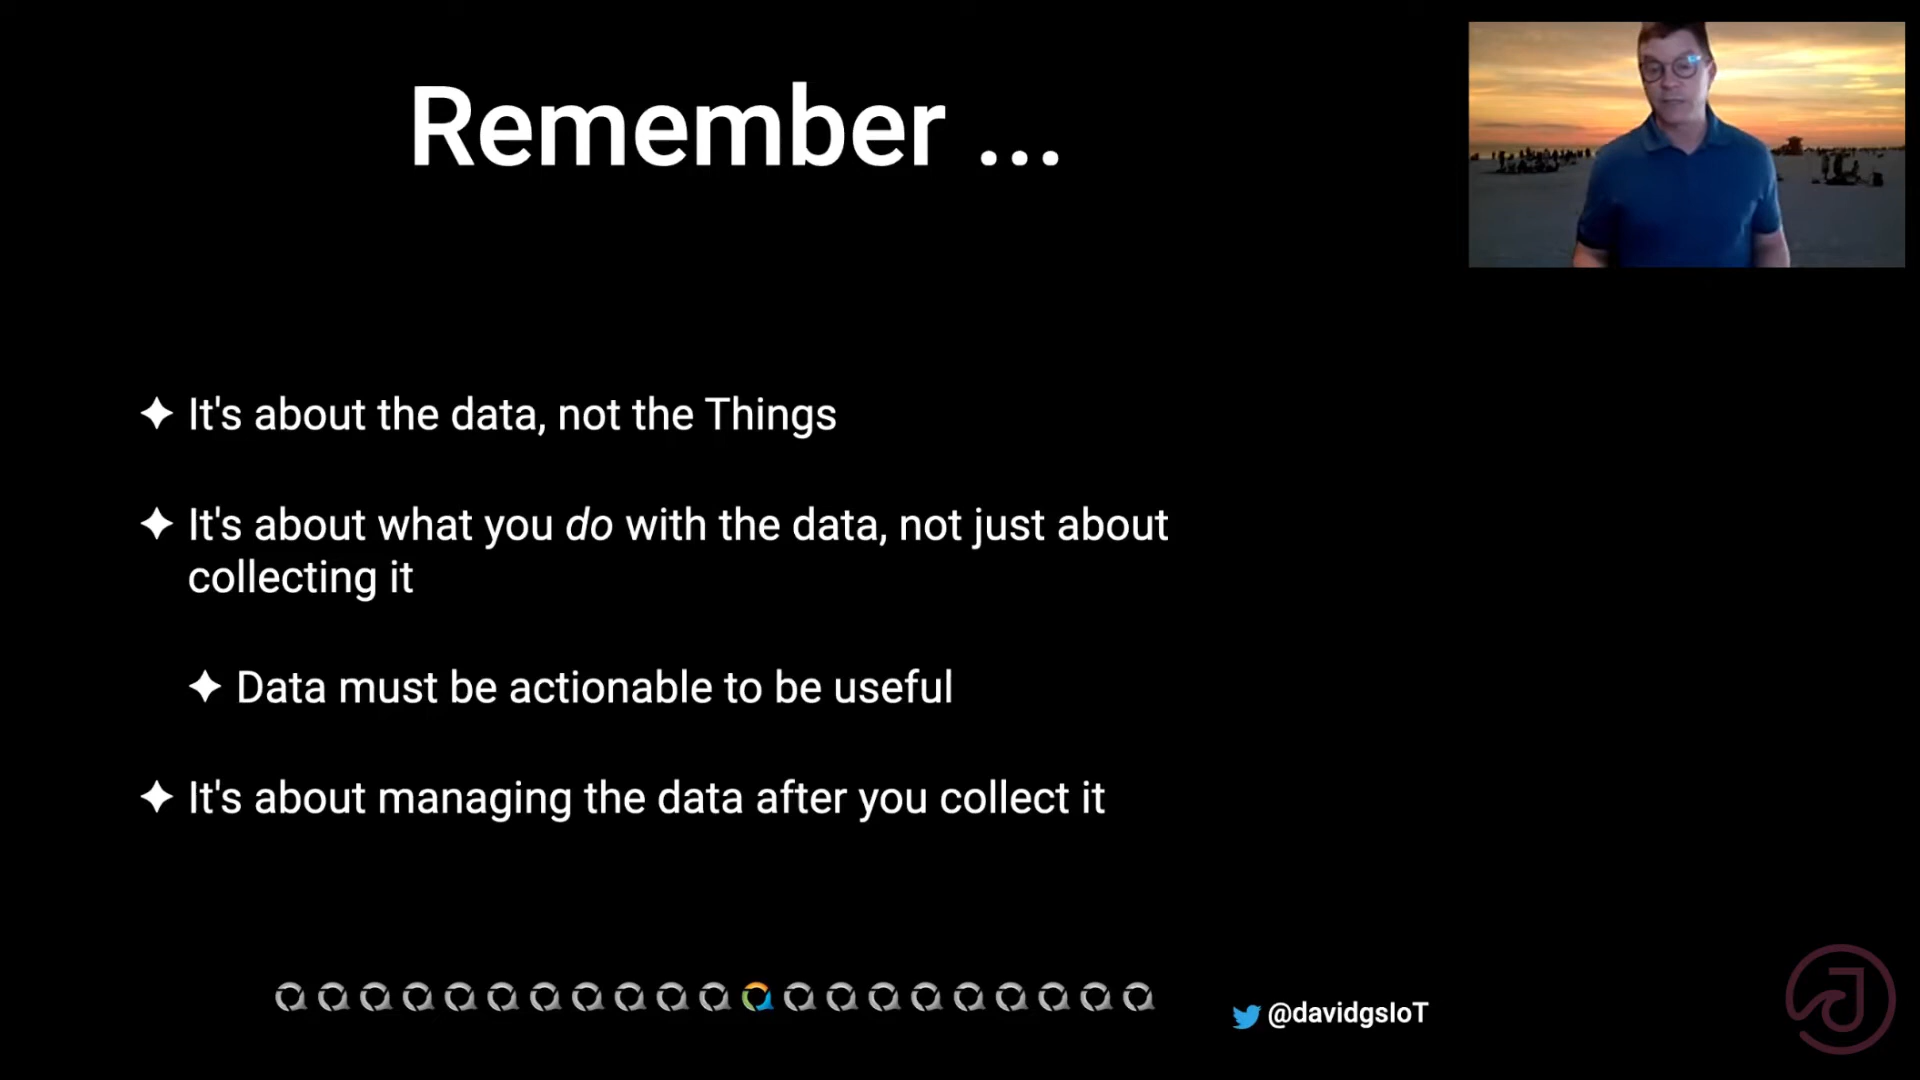 Remember ...
It's about the data, not the Things
It's about what you do with the data, not just about
collecting it
Data must be actionable to be useful
It's about managing the data after you collect it
@davidgsIoT